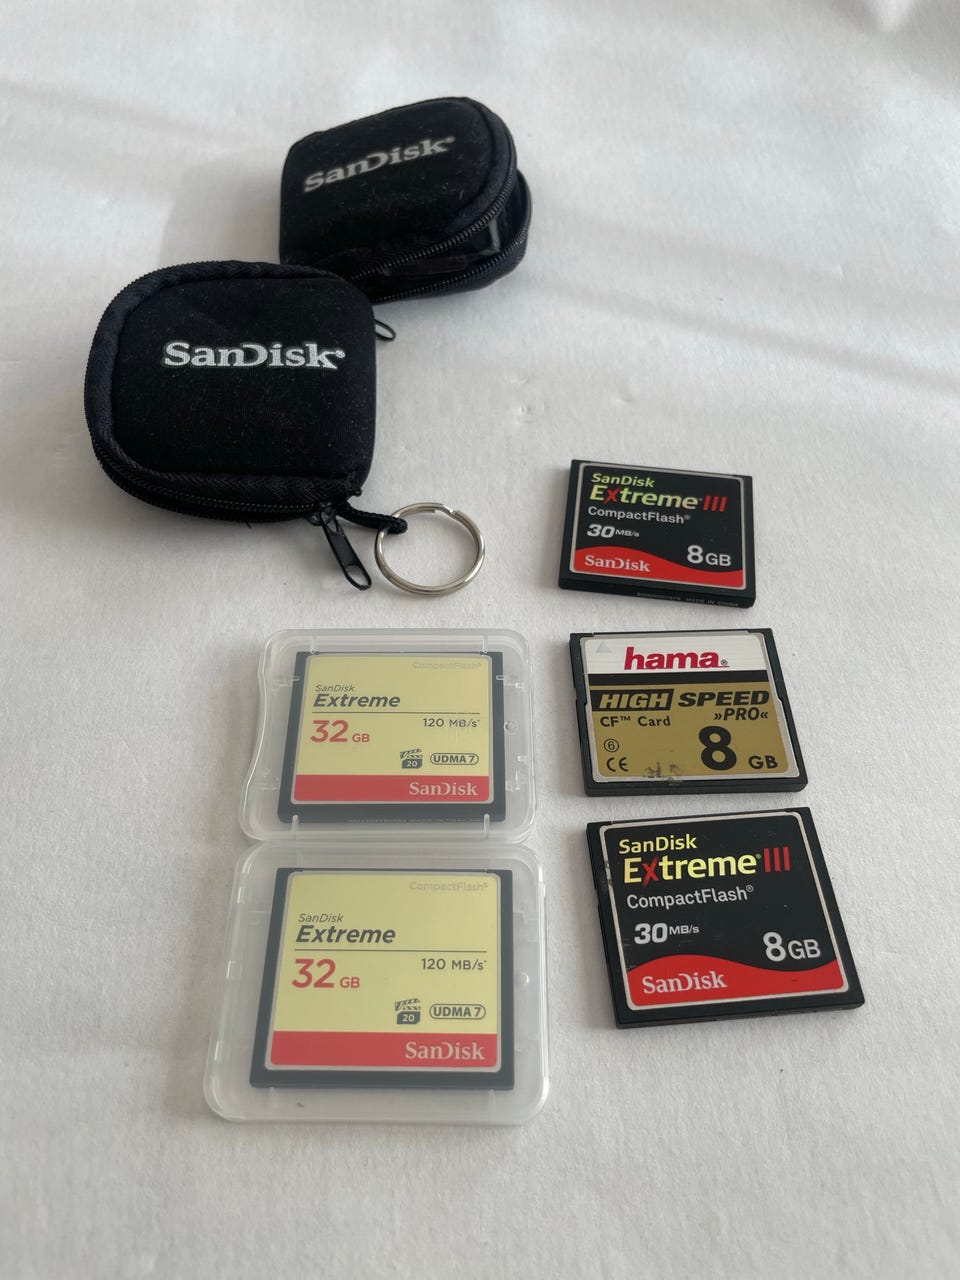 SanDisk®
SanDisk®
SanDisk
Extreme III
CompactFlash®
30MB/s
8GB
SanDisk
hama®
HIGH SPEED
»PRO«
CF™ Card
8 GB
6
CE
SanDisk
Extreme III
CompactFlash®
30MB/s
8GB
SanDisk
CompactFlash®
SanDisk
Extreme
32 GB
120 MB/s*
20
UDMA 7
SanDisk
CompactFlash®
SanDisk
Extreme
32 GB
120 MB/s*
20
UDMA 7
SanDisk